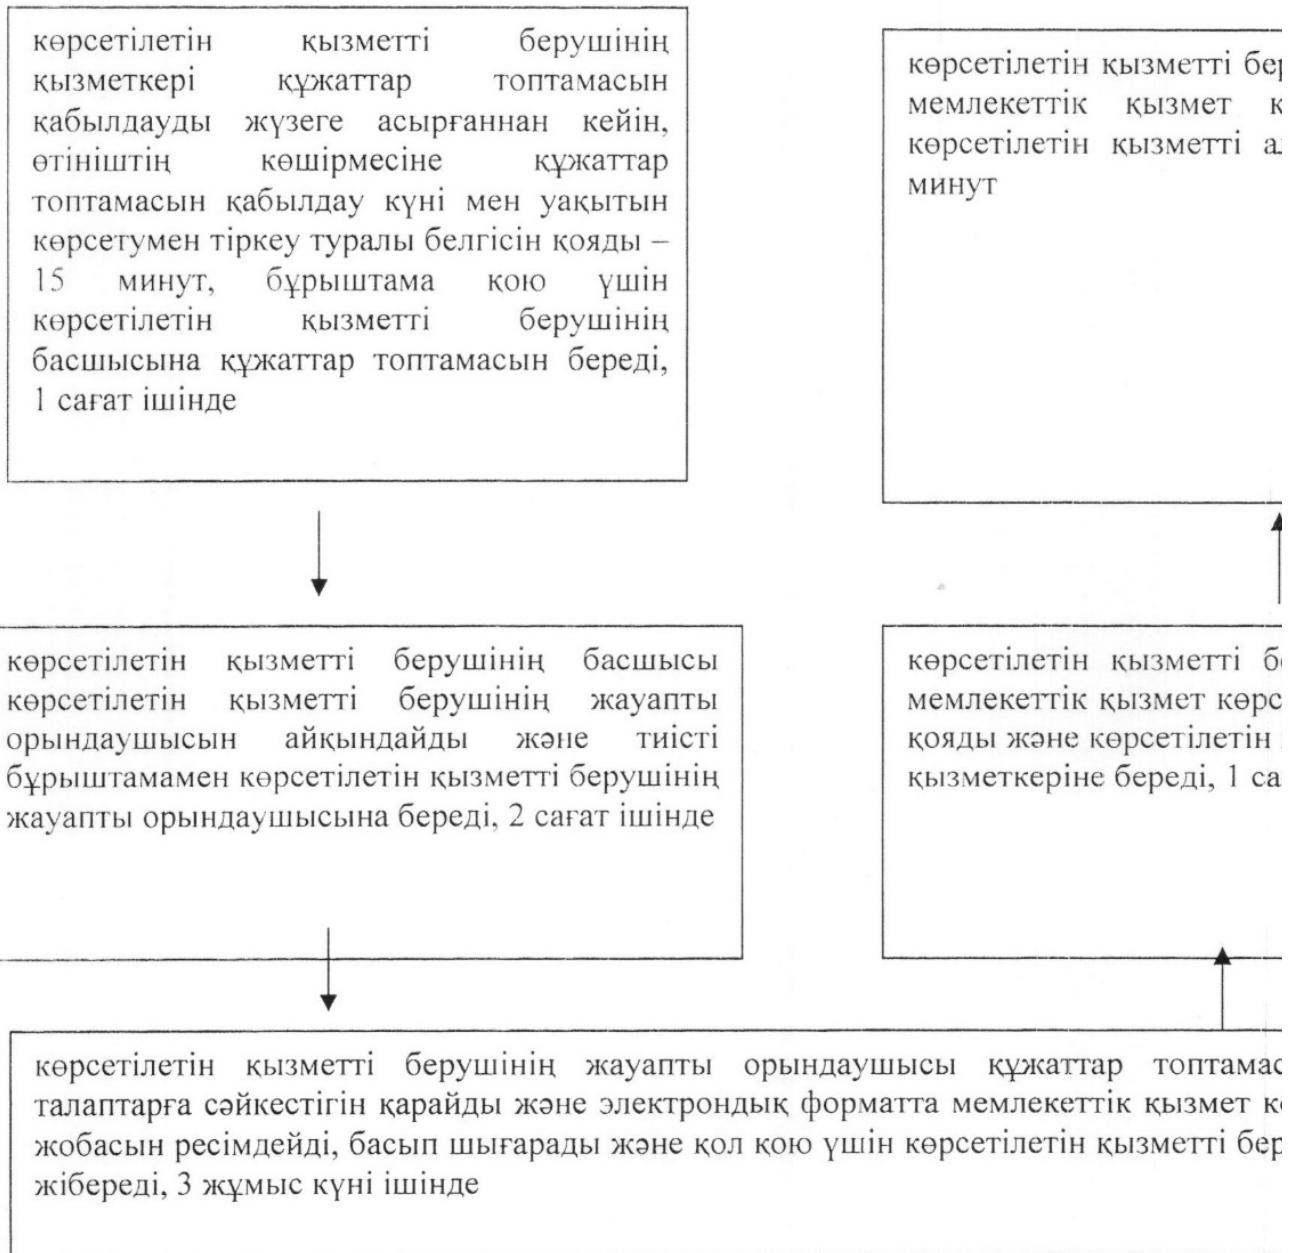 көрсетілетін қызметті берушінің
қызметкері құжаттар топтамасын
қабылдауды жүзеге асырғаннан кейін,
өтініштің көшірмесіне құжаттар
топтамасын қабылдау күні мен уақытын
көрсетумен тіркеу туралы белгісін қояды –
15 минут, бұрыштама қою үшін
көрсетілетін қызметті берушінің
басшысына құжаттар топтамасын береді,
1 сағат ішінде
көрсетілетін қызметті берушінің басшысы
көрсетілетін қызметті берушінің жауапты
орындаушысын айқындайды және тиісті
бұрыштамамен көрсетілетін қызметті берушінің
жауапты орындаушысына береді, 2 сағат ішінде
көрсетілетін қызметті берушінің жауапты орындаушысы құжаттар
талаптарға сәйкестігін қарайды және электрондық форматта мемлекеттік қызмет
жобасын ресімдейді, басып шығарады және қол қою үшін көрсетілетін қызметті
жібереді, 3 жұмыс күні ішінде
көрсетілетін қызметті
мемлекеттік қызмет
қояды және көрсетілетін
қызметкеріне береді, 1
көрсетілетін қызметті
мемлекеттік қызмет
көрсетілетін қызметті
минут